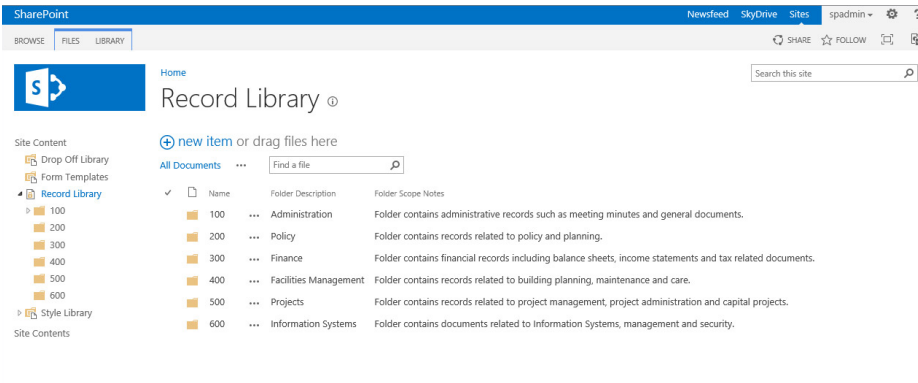 SharePoint Newsfeed SkyDrive Sites spadmin ?
BROWSE FILES LIBRARY SHARE FOLLOW
S
Home
Search this site
Record Library
Site Content
new item or drag files here
Drop Off Library
All Documents ••• Find a file
Form Templates
Record Library
Name Folder Description Folder Scope Notes
100
100 ••• Administration Folder contains administrative records such as meeting minutes and general documents.
200
200 ••• Policy Folder contains records related to policy and planning.
300
300 ••• Finance Folder contains financial records including balance sheets, income statements and tax related documents.
400
400 ••• Facilities Management Folder contains records related to building planning, maintenance and care.
500
500 ••• Projects Folder contains records related to project management, project administration and capital projects.
600
600 ••• Information Systems Folder contains documents related to Information Systems, management and security.
Style Library
Site Contents